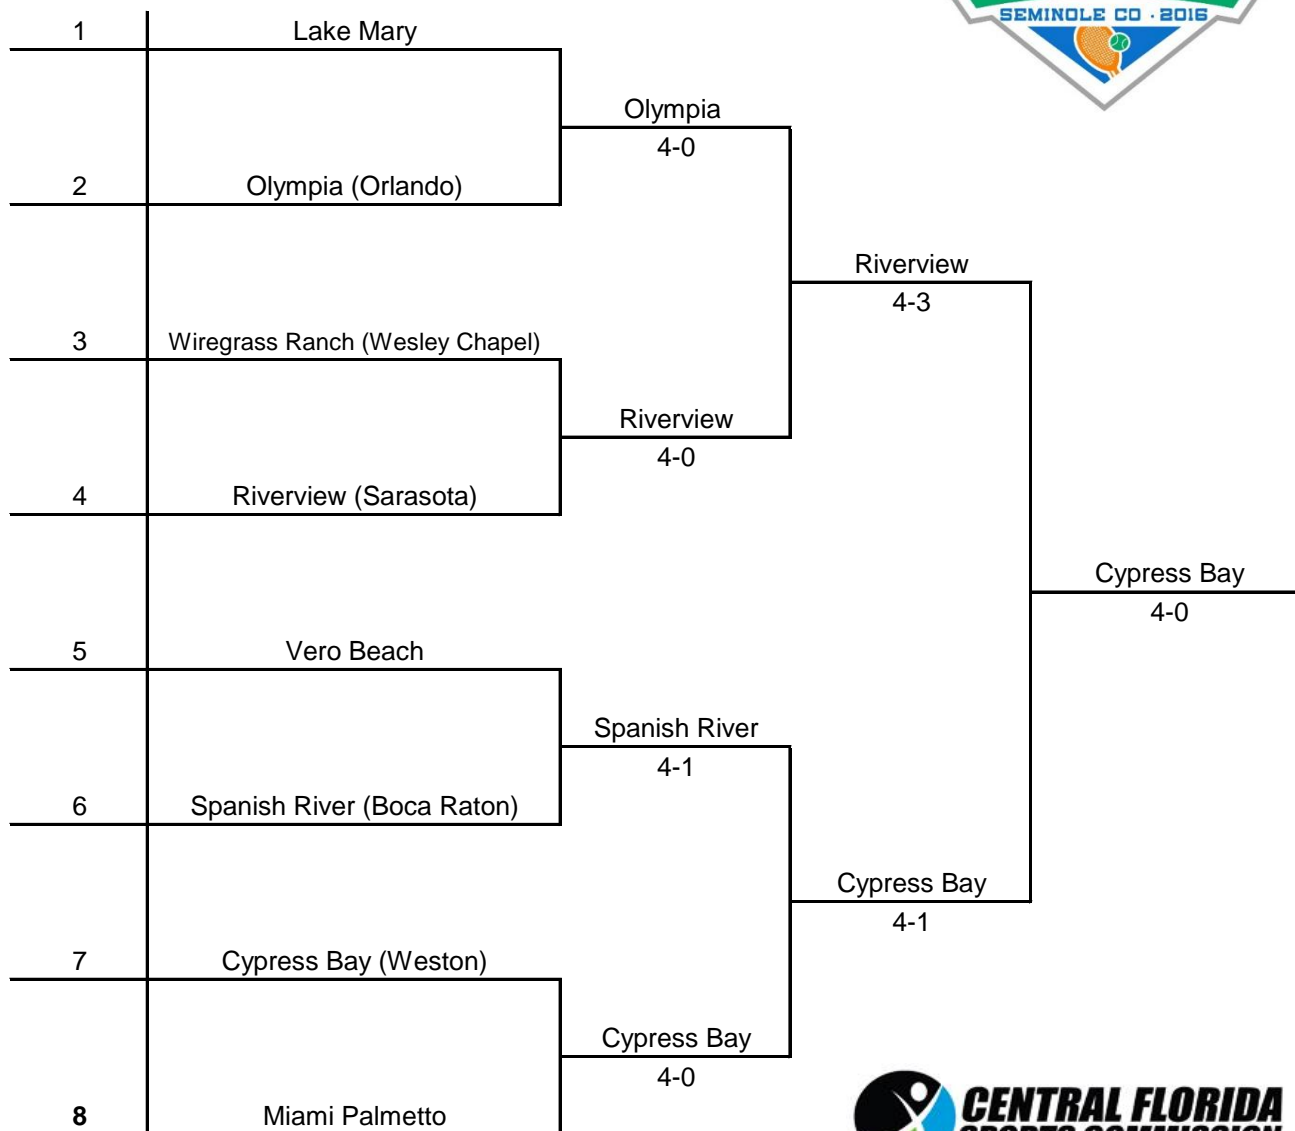 SEMINOLE CO · 2016
1 Lake Mary
Olympia
4-0
2 Olympia (Orlando)
Riverview
4-3
3 Wiregrass Ranch (Wesley Chapel)
Riverview
4-0
4 Riverview (Sarasota)
Cypress Bay
4-0
5 Vero Beach
Spanish River
4-1
6 Spanish River (Boca Raton)
Cypress Bay
4-1
7 Cypress Bay (Weston)
Cypress Bay
4-0
8 Miami Palmetto
CENTRAL FLORIDA
SPORTS COMMISSION